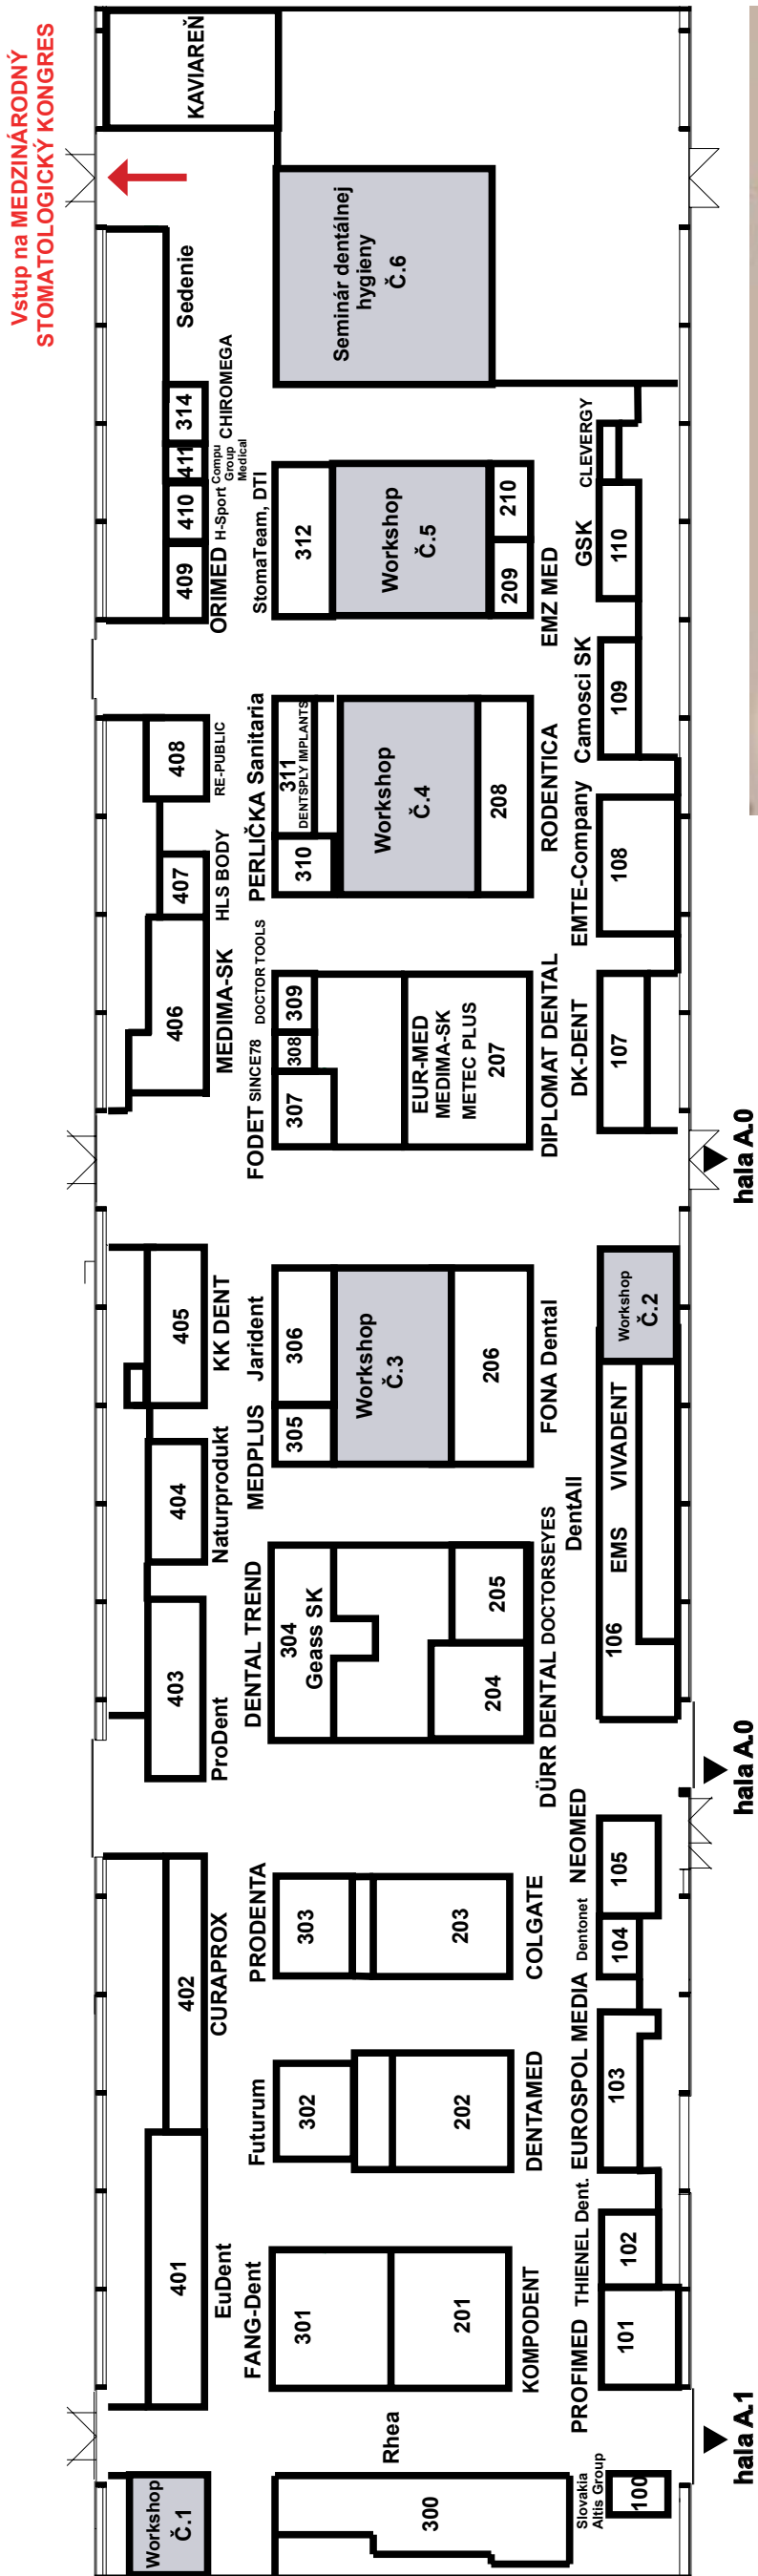 Vstup na MEDZINÁRODNÝ
STOMATOLOGICKÝ KONGRES
KAVIAREŇ
Sedenie
Seminár dentálnej
hygieny
Č.6
314
CHIROMEGA
411
Compu
Group
Medical
410
H-Sport
409
ORIMED
StomaTeam, DTI
312
Workshop
Č.5
210
209
EMZ MED
CLEVERGY
GSK
110
Camosci SK
109
408
RE-PUBLIC
407
HLS BODY
406
MEDIMA-SK
PERLIČKA Sanitaria
311
DENTSPLY IMPLANTS
310
Workshop
Č.4
208
RODENTICA
EMTE-Company
108
DOCTOR TOOLS
309
SINCE78
308
FODET
307
EUR-MED
MEDIMA-SK
METEC PLUS
207
DIPLOMAT DENTAL
DK-DENT
107
hala A.0
405
KK DENT
404
Naturprodukt
403
ProDent
Jarident
306
MEDPLUS
305
Workshop
Č.3
206
FONA Dental
Workshop
Č.2
VIVADENT
EMS
106
DentAll
DENTAL TREND
304
Geass SK
205
204
DOCTORSEYES
DÜRR DENTAL
hala A.0
402
CURAPROX
PRODENTA
303
203
COLGATE
NEOMED
105
Dentonet
104
EUROSPOL MEDIA
103
Futurum
302
202
DENTAMED
401
EuDent
FANG-Dent
301
201
KOMPODENT
THIENEL Dent.
102
PROFIMED
101
Rhea
300
Workshop
Č.1
Slovakia
Altis Group
100
hala A.1